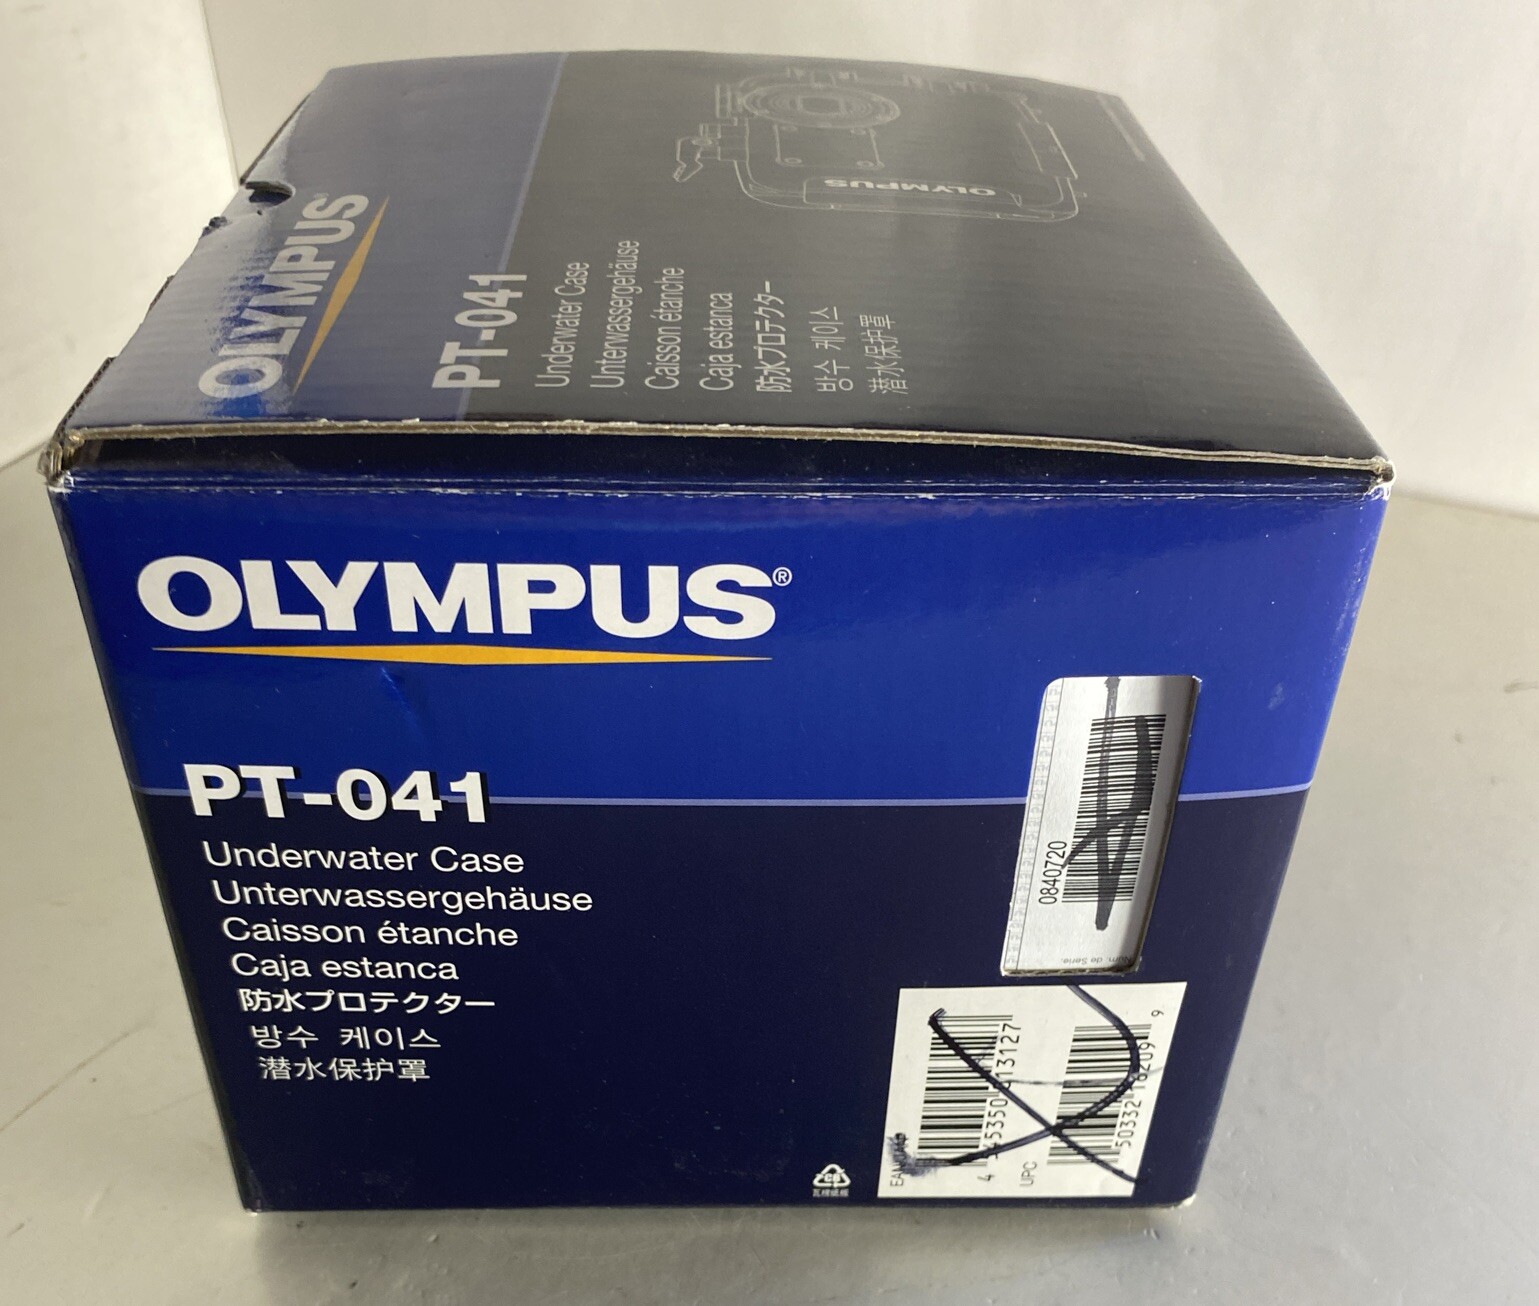 OLYMPUS
OLYMPUS
PT-041
Underwater Case
Unterwassergehäuse
Caisson étanche
Caja estanca
防水プロテクター
방수 케이스
潜水保护罩
OLYMPUS®
PT-041
Underwater Case
Unterwassergehäuse
Caisson étanche
Caja estanca
防水プロテクター
방수 케이스
潜水保护罩
0840720
Núm. de Serie:
UPC